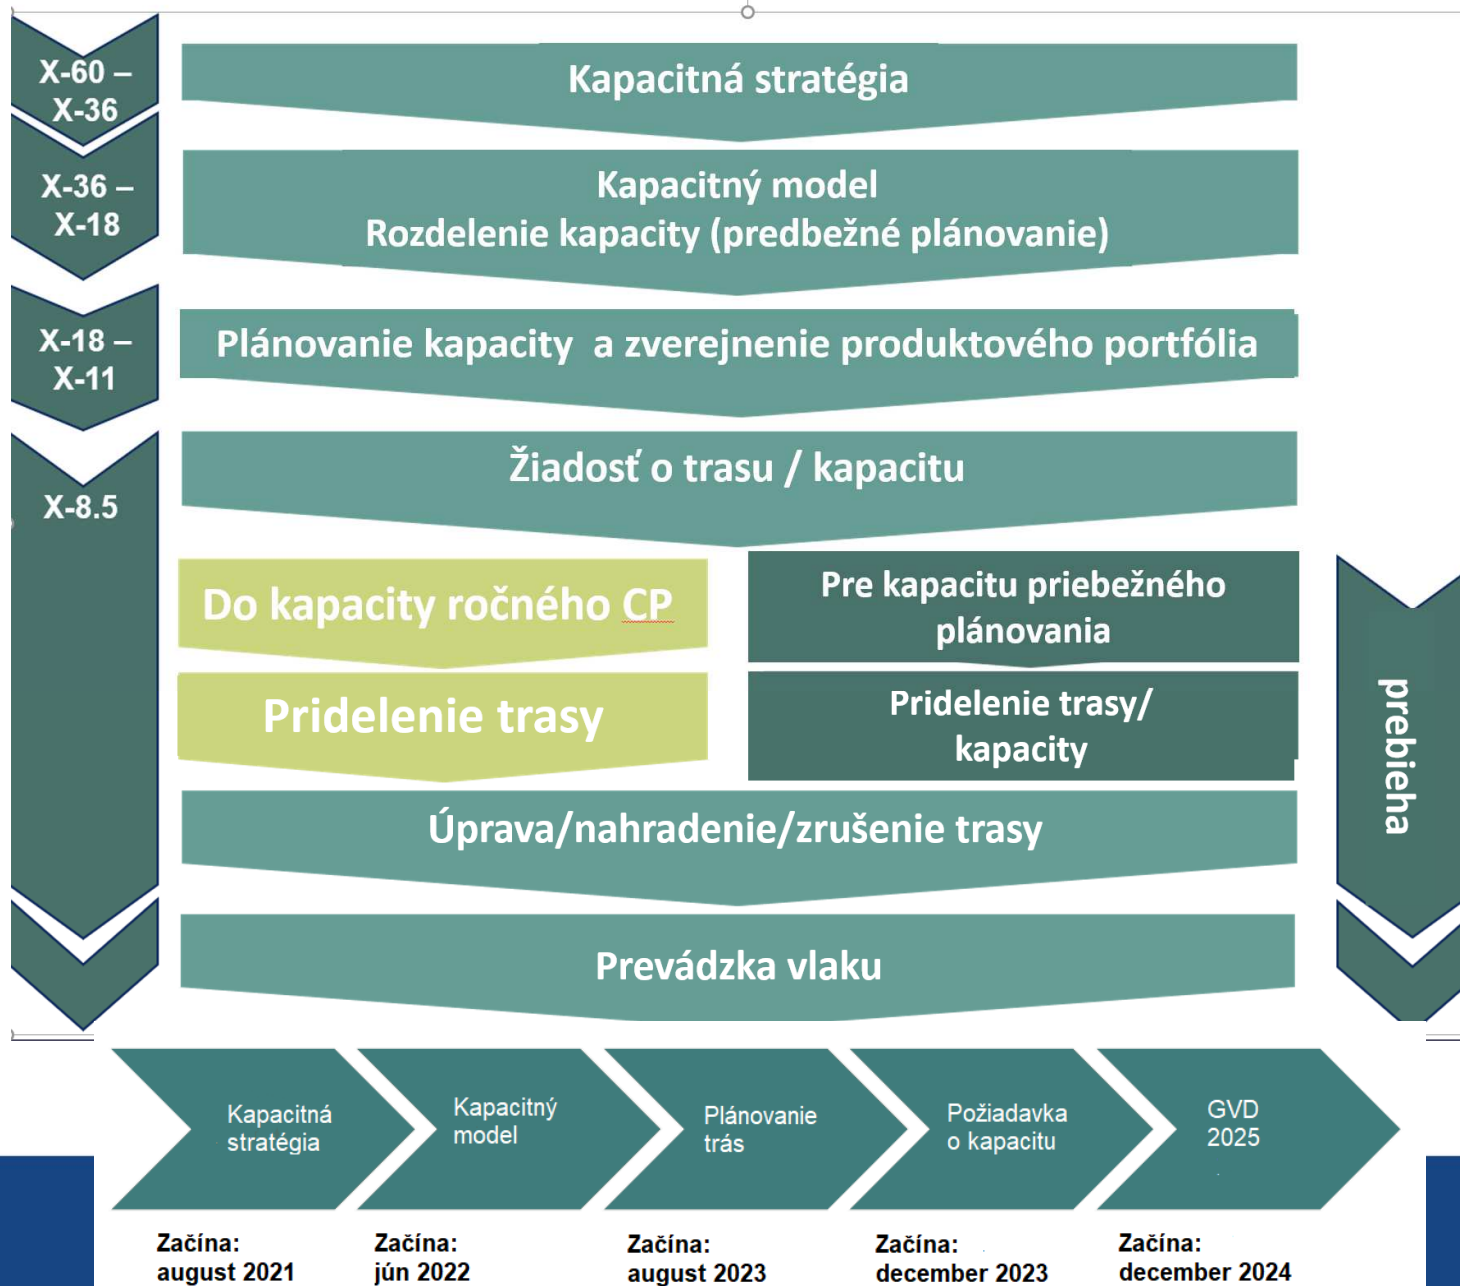 X-60 –
X-36
Kapacitná stratégia
X-36 –
X-18
Kapacitný model
Rozdelenie kapacity (predbežné plánovanie)
X-18 –
X-11
Plánovanie kapacity a zverejnenie produktového portfólia
X-8.5
Žiadosť o trasu / kapacitu
Do kapacity ročného CP
Pre kapacitu priebežného
plánovania
Pridelenie trasy
Pridelenie trasy/
kapacity
prebieha
Úprava/nahradenie/zrušenie trasy
Prevádzka vlaku
Kapacitná
stratégia
Kapacitný
model
Plánovanie
trás
Požiadavka
o kapacitu
GVD
2025
Začína:
august 2021
Začína:
jún 2022
Začína:
august 2023
Začína:
december 2023
Začína:
december 2024